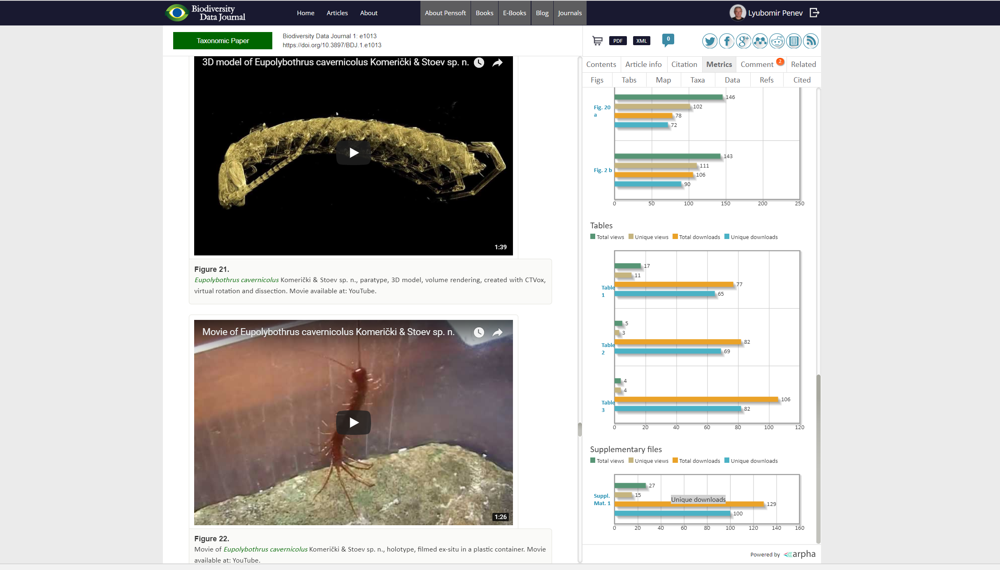 Biodiversity
Data Journal
Home
Articles
About
About Pensoft
Books
E-Books
Blog
Journals
Lyubomir Penev
Taxonomic Paper
Biodiversity Data Journal 1: e1013
https://doi.org/10.3897/BDJ.1.e1013
PDF
XML
0
3D model of Eupolybothrus cavernicolus Komerički & Stoev sp. n.
1:39
Figure 21.
Eupolybothrus cavernicolus Komerički & Stoev sp. n., paratype, 3D model, volume rendering, created with CTVox,
virtual rotation and dissection. Movie available at: YouTube.
Movie of Eupolybothrus cavernicolus Komerički & Stoev sp. n.
1:26
Figure 22.
Movie of Eupolybothrus cavernicolus Komerički & Stoev sp. n., holotype, filmed ex-situ in a plastic container. Movie
available at: YouTube.
Contents
Article info
Citation
Metrics
Comment
2
Related
Figs
Tabs
Map
Taxa
Data
Refs
Cited
Fig. 20
a
146
102
78
72
Fig. 2 b
143
111
106
90
0 50 100 150 200 250
Tables
Total views Unique views Total downloads Unique downloads
Table
1
17
11
77
65
Table
2
5
3
82
69
Table
3
4
4
106
82
0 20 40 60 80 100 120
Supplementary files
Total views Unique views Total downloads Unique downloads
Suppl.
Mat. 1
27
15
Unique downloads
129
100
0 20 40 60 80 100 120 140 160
Powered by arpha